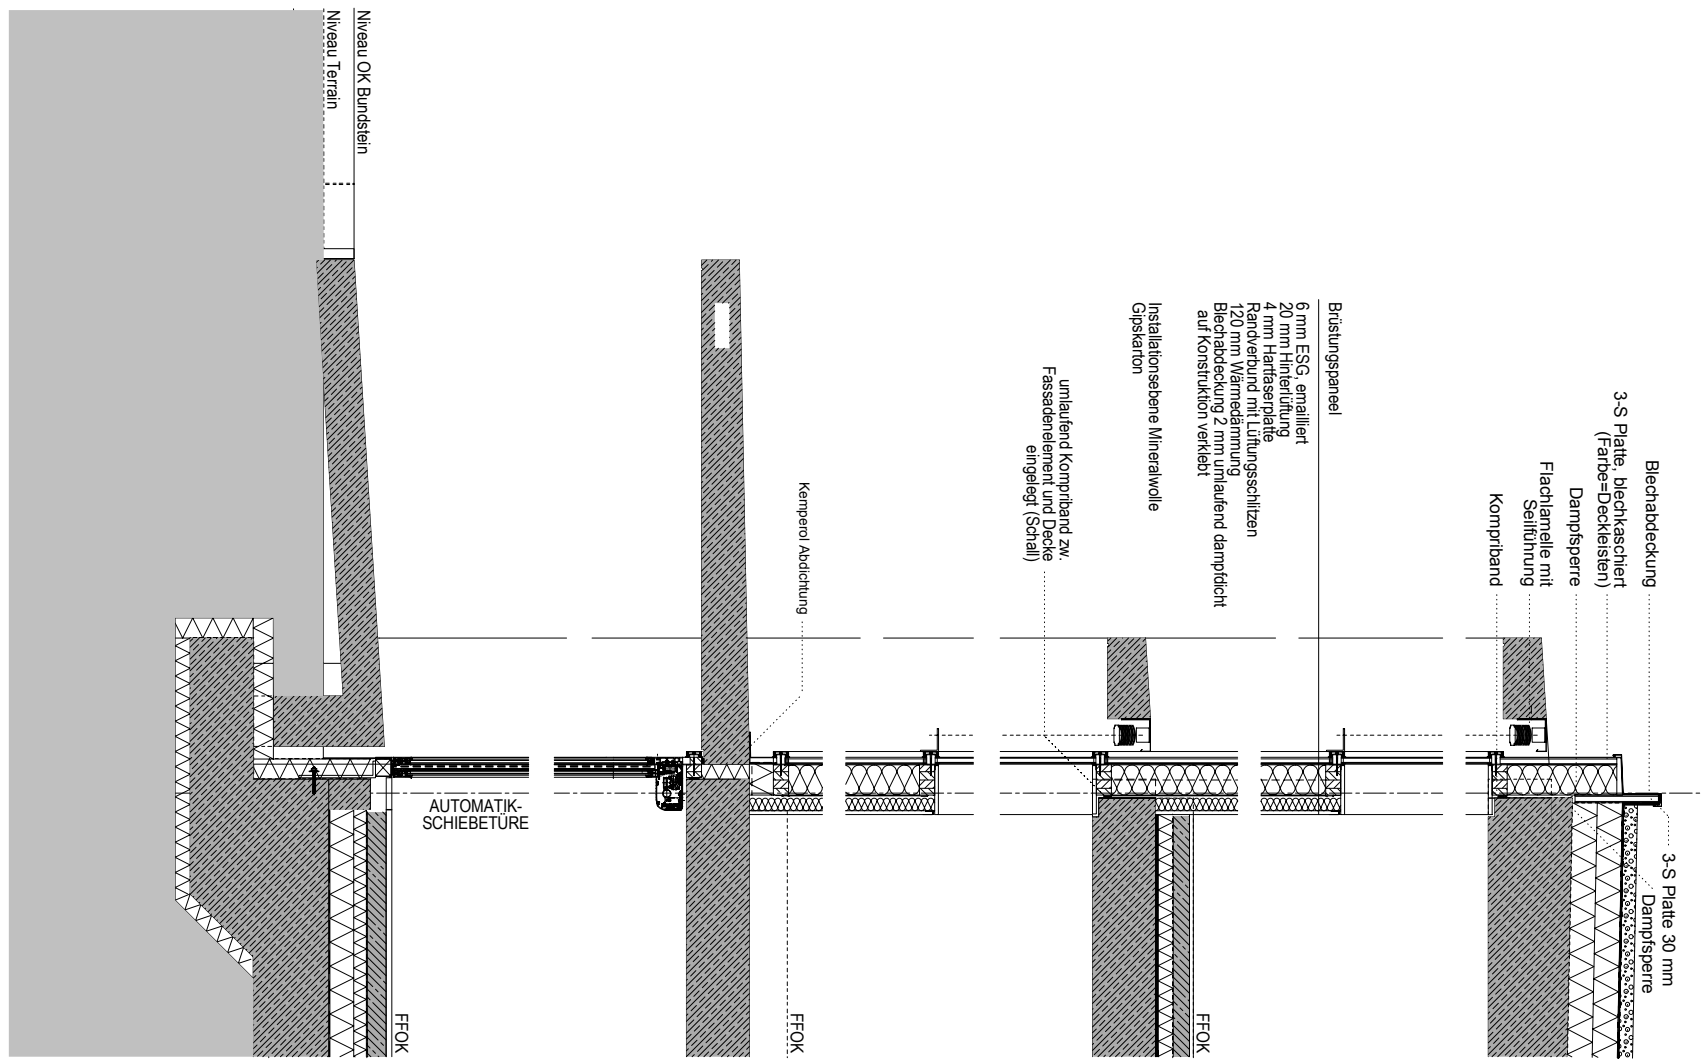 Blechabdeckung
3-S Platte, blechkaschiert
(Farbe=Deckleisten)
Dampfsperre
Flachlamelle mit
Seilführung
Kompriband
3-S Platte 30 mm
Dampfsperre
Brüstungspaneel
6 mm ESG, emailliert
20 mm Hinterlüftung
4 mm Hartfaserplatte
Randverbund mit Lüftungsschlitzen
120 mm Wärmedämmung
Blechabdeckung 2 mm umlaufend dampfdicht
auf Konstruktion verklebt
Installationsebene Mineralwolle
Gipskarton
FFOK
umlaufend Kompriband zw.
Fassadenelement und Decke
eingelegt (Schall)
Kemperol Abdichtung
FFOK
AUTOMATIK-
SCHIEBETÜRE
FFOK
Niveau OK Bundstein
Niveau Terrain